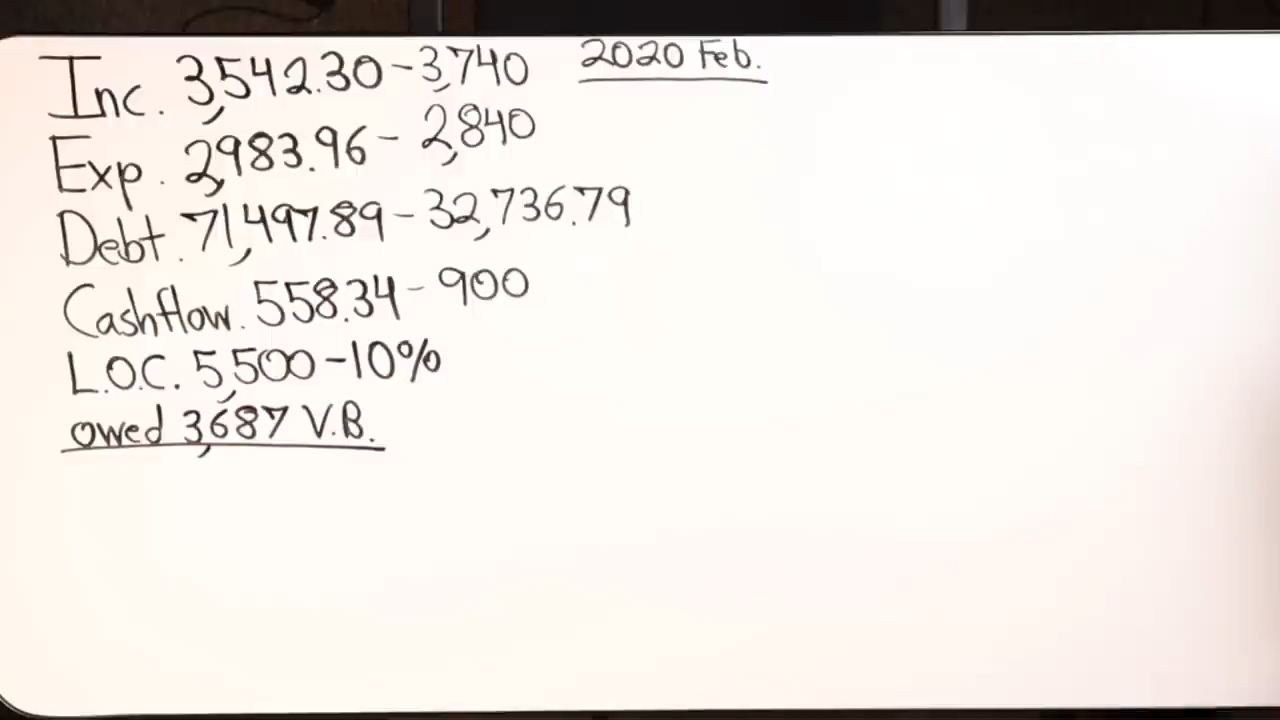 Inc. 3,542.30 - 3,740 2020 Feb.
Exp. 2,983.96 - 2,840
Debt. 71,497.89 - 32,736.79
Cashflow. 558.34 - 900
L.O.C. 5,500 - 10%
owed 3,687 V.B.